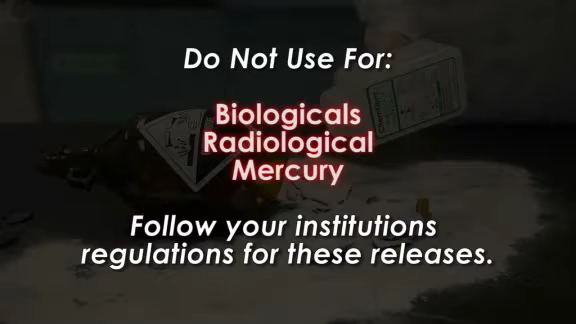 Do Not Use For:
Biologicals
Radiological
Mercury
Follow your institutions
regulations for these releases.